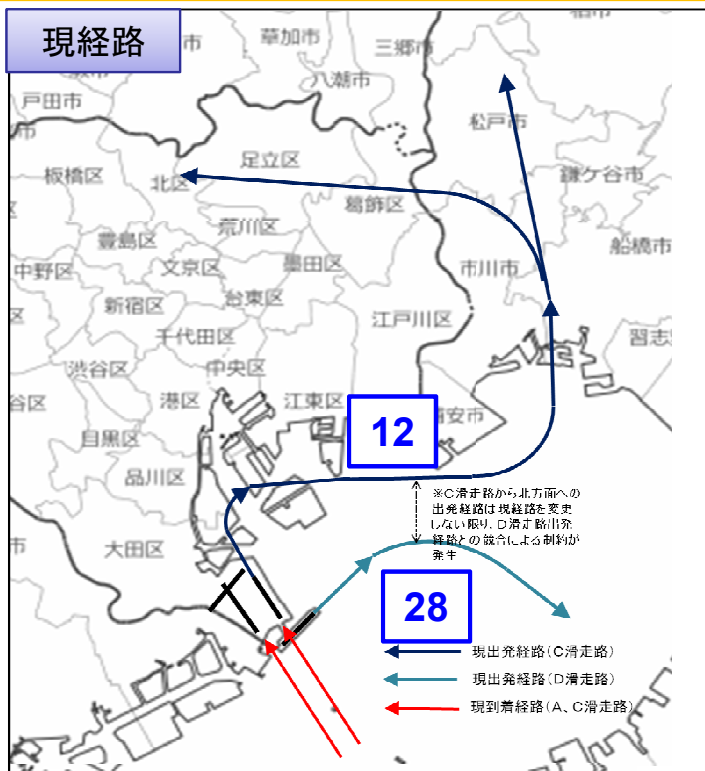 現経路
市
草加市
三郷市
八潮市
戸田市
松戸市
足立区
板橋区
北区
鎌ケ谷市
葛飾区
荒川区
豊島区
船橋市
墨田区
文京区
中野区
市川市
台東区
新宿区
江戸川区
千代田区
習志
渋谷区
中央区
谷区
港区
江東区
安市
12
目黒区
品川区
※C滑走路から北方面への
出発経路は現経路を変更
しない限り、D滑走路出発
経路との競合による制約が
発生
市
大田区
28
現出発経路(C滑走路)
現出発経路(D滑走路)
現到着経路(A、C滑走路)